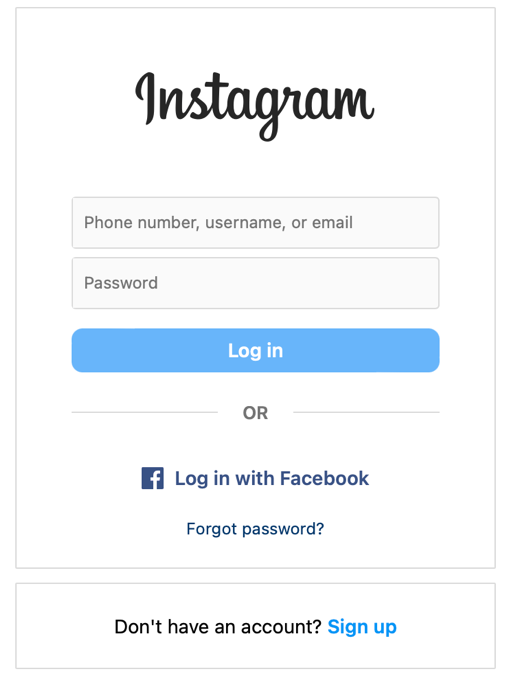 Instagram
Phone number, username, or email
Password
Log in
OR
Log in with Facebook
Forgot password?
Don't have an account? Sign up